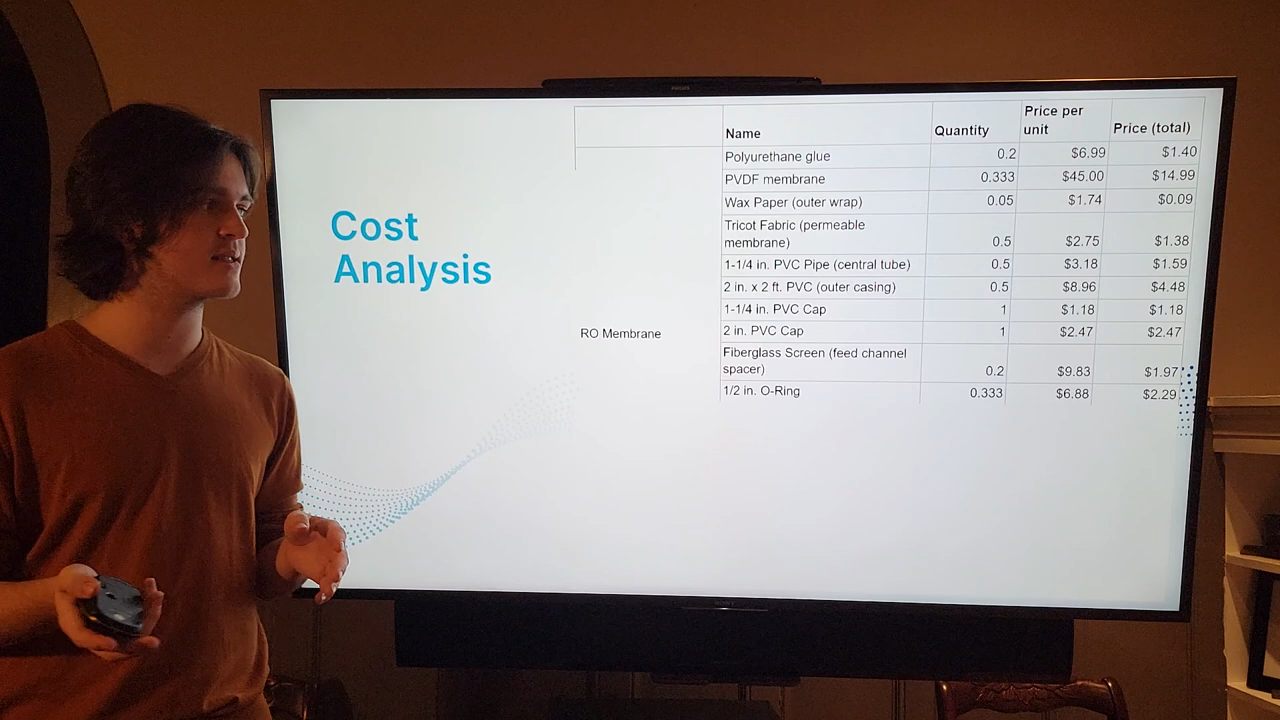 Cost
Analysis
Name Quantity Price per unit Price (total)
Polyurethane glue 0.2 $6.99 $1.40
PVDF membrane 0.333 $45.00 $14.99
Wax Paper (outer wrap) 0.05 $1.74 $0.09
Tricot Fabric (permeable
membrane) 0.5 $2.75 $1.38
1-1/4 in. PVC Pipe (central tube) 0.5 $3.18 $1.59
2 in. x 2 ft. PVC (outer casing) 0.5 $8.96 $4.48
1-1/4 in. PVC Cap 1 $1.18 $1.18
RO Membrane
2 in. PVC Cap 1 $2.47 $2.47
Fiberglass Screen (feed channel
spacer) 0.2 $9.83 $1.97
1/2 in. O-Ring 0.333 $6.88 $2.29